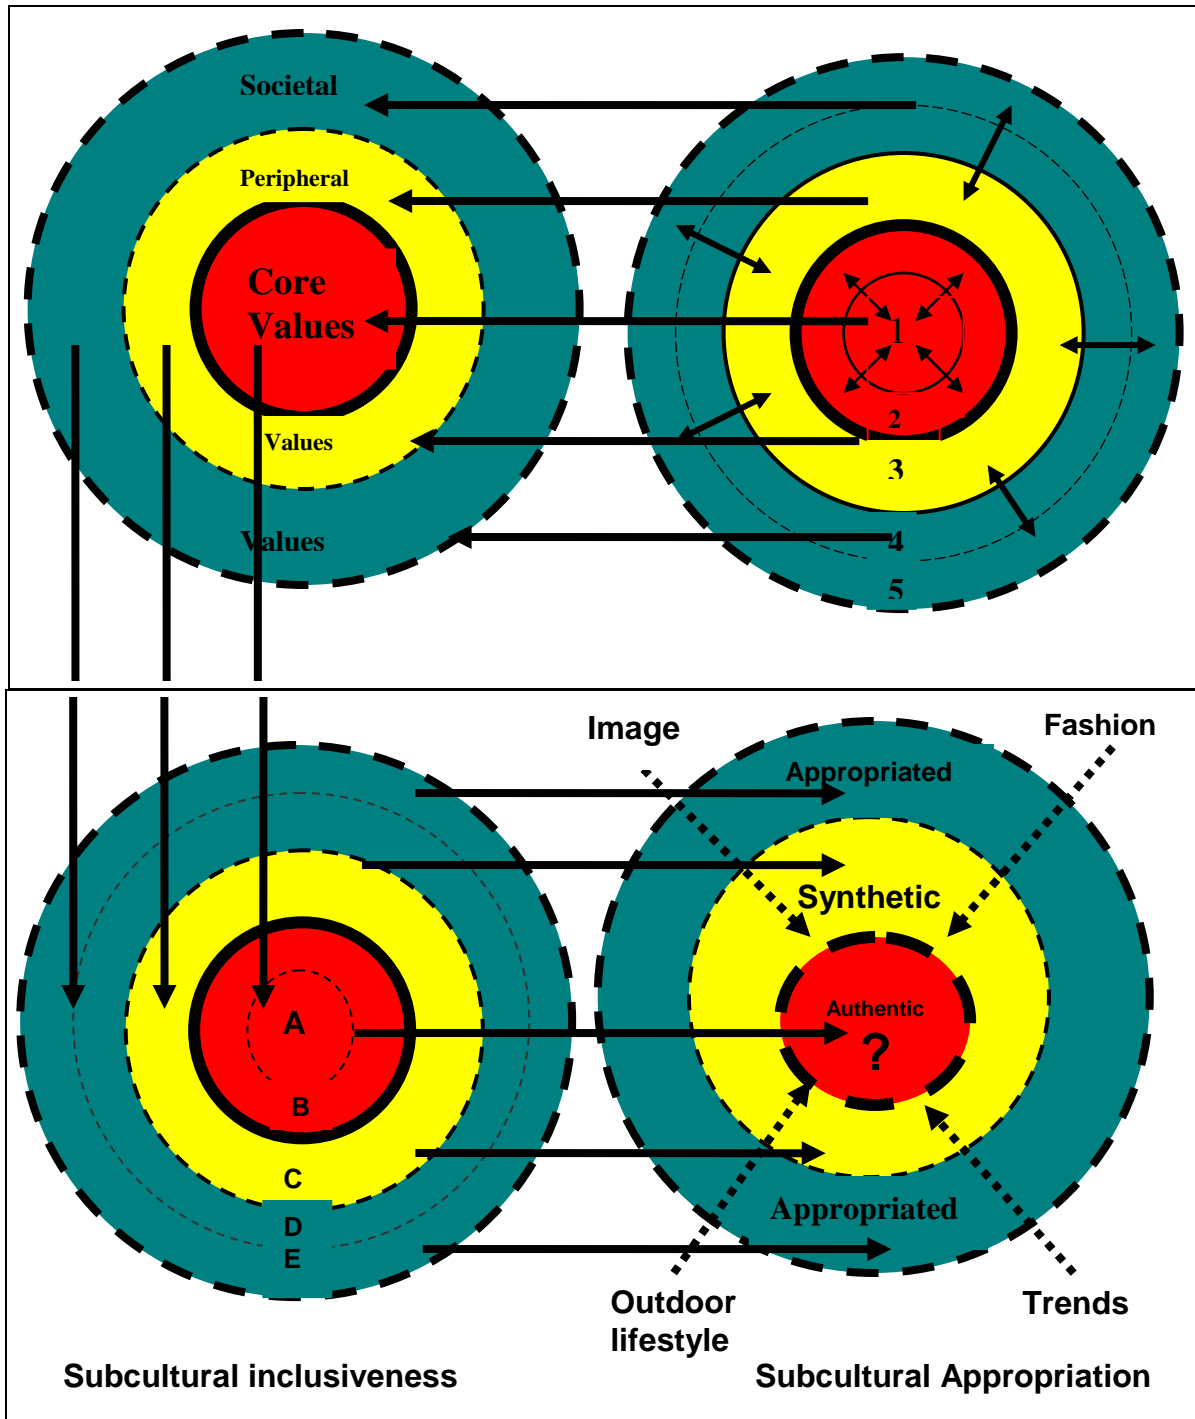 Societal
Peripheral
Core
Values
Values
Values
1
2
3
4
5
Image
Fashion
Appropriated
Synthetic
Authentic
?
A
B
C
D
E
Appropriated
Outdoor
lifestyle
Trends
Subcultural inclusiveness
Subcultural Appropriation